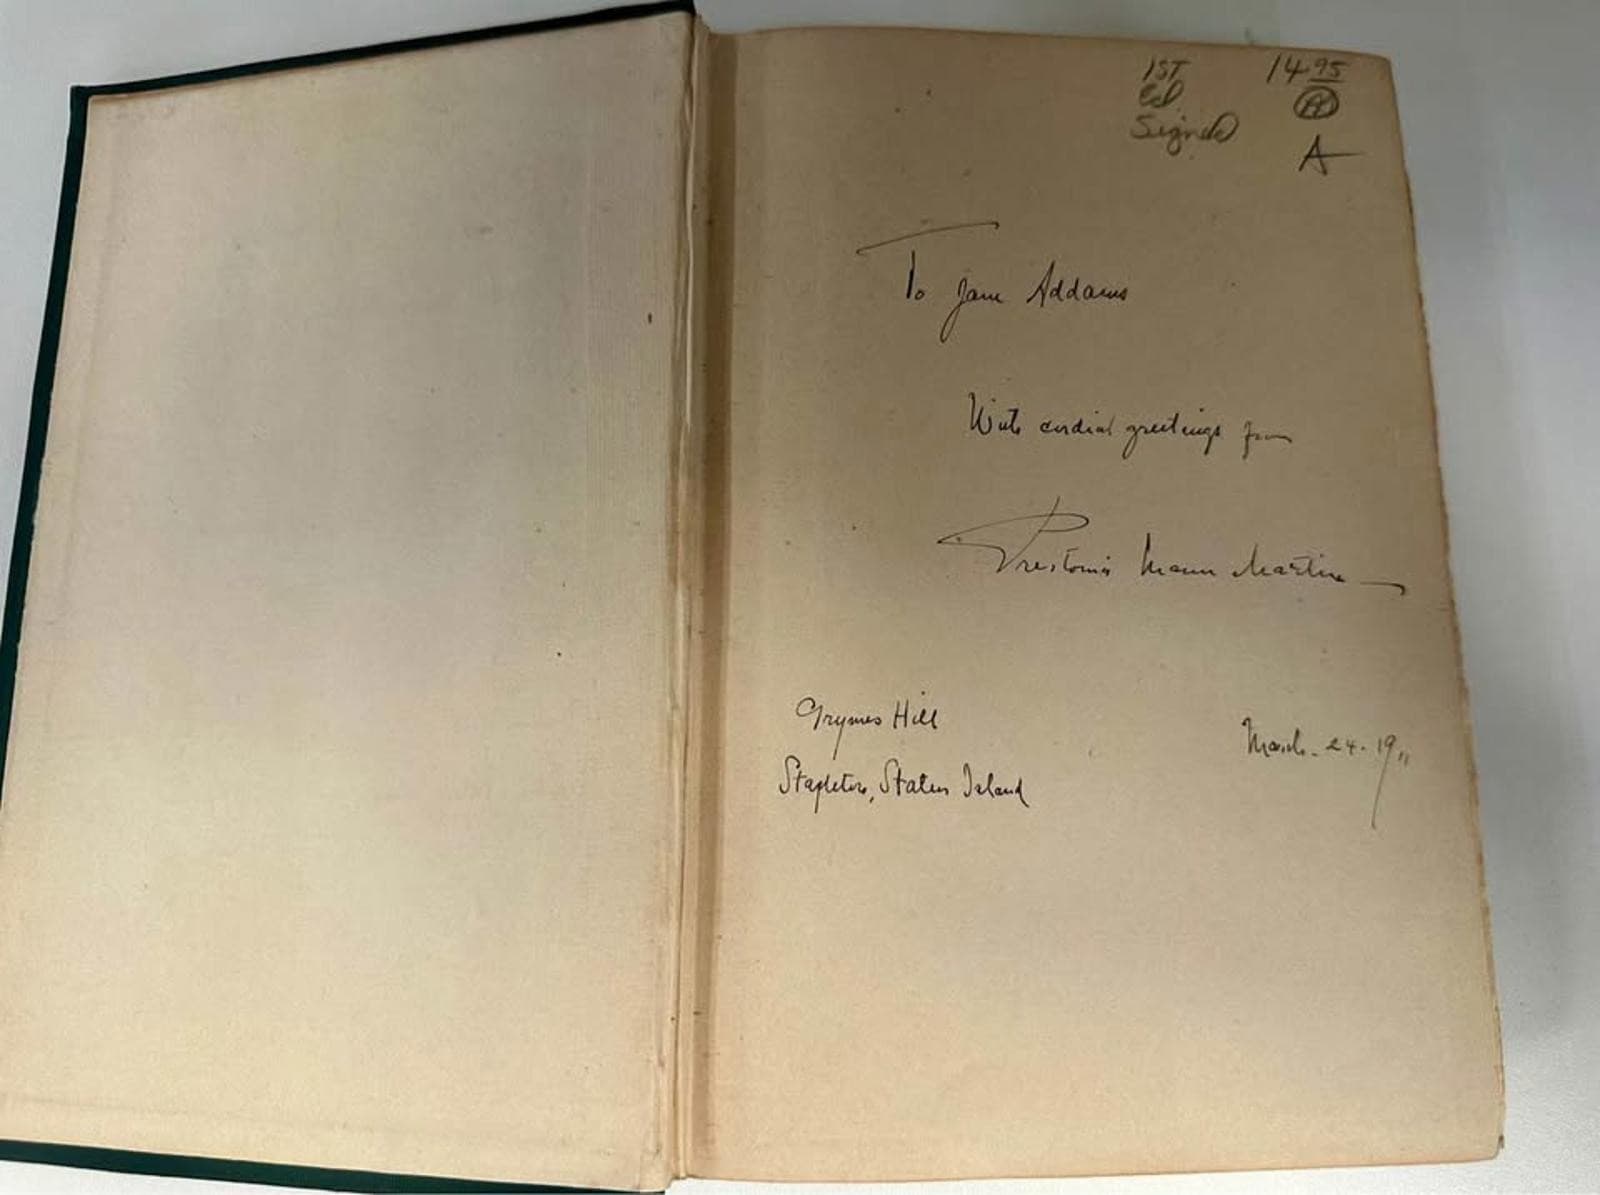 1ST
Ed.
Signed
14.95
A
To Jane Addams
With cordial greetings from
Prestonia Mann Martin
Grymes Hill
Stapleton, Staten Island
March. 24. 1911